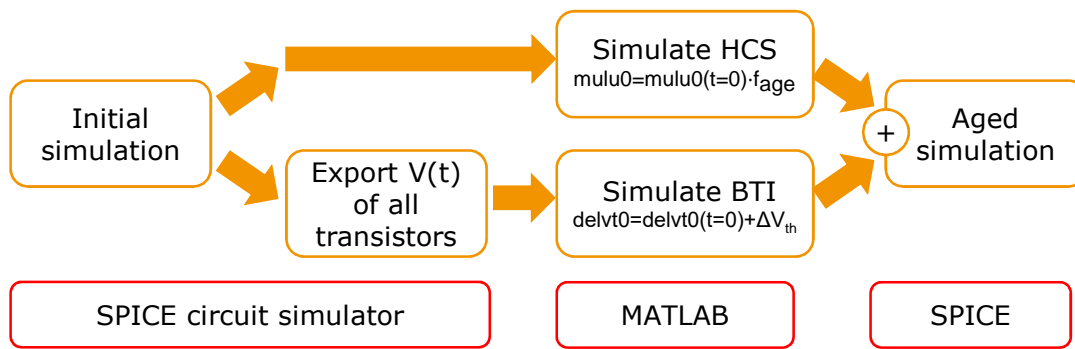 Initial
simulation
Export V(t)
of all
transistors
Simulate HCS
mulu0=mulu0(t=0)·fage
Simulate BTI
delvt0=delvt0(t=0)+ΔVth
+
Aged
simulation
SPICE circuit simulator
MATLAB
SPICE